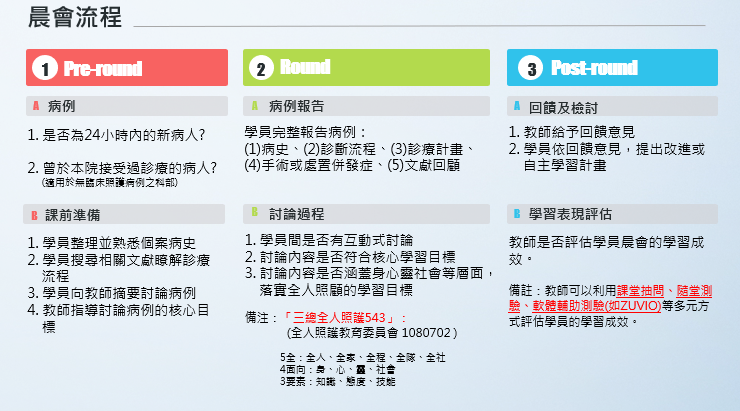 晨會流程
1 Pre-round
A 病例
1. 是否為24小時內的新病人?
2. 曾於本院接受過診療的病人?
(適用於無臨床照護病例之科部)
B 課前準備
1. 學員整理並熟悉個案病史
2. 學員搜尋相關文獻瞭解診療
流程
3. 學員向教師摘要討論病例
4. 教師指導討論病例的核心目
標
2 Round
A 病例報告
學員完整報告病例：
(1)病史、(2)診斷流程、(3)診療計畫、
(4)手術或處置併發症、(5)文獻回顧
B 討論過程
1. 學員間是否有互動式討論
2. 討論內容是否符合核心學習目標
3. 討論內容是否涵蓋身心靈社會等層面，
落實全人照顧的學習目標
備注：「三總全人照護543」：
(全人照護教育委員會 1080702 )
5全：全人、全家、全程、全隊、全社
4面向：身、心、靈、社會
3要素：知識、態度、技能
3 Post-round
A 回饋及檢討
1. 教師給予回饋意見
2. 學員依回饋意見，提出改進或
自主學習計畫
B 學習表現評估
教師是否評估學員晨會的學習成
效。
備註：教師可以利用課堂抽問、隨堂測
驗、軟體輔助測驗(如ZUVIO)等多元方
式評估學員的學習成效。